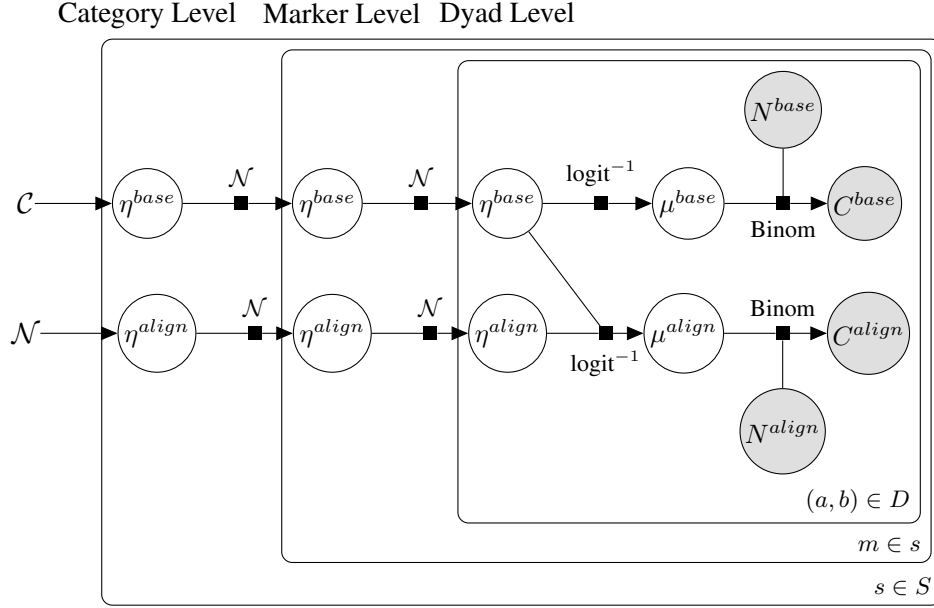 Category Level Marker Level Dyad Level
N^{base}
𝒩 𝒩 logit^{-1}
𝒞 η^{base} η^{base} η^{base} μ^{base} C^{base}
Binom
𝒩 𝒩 Binom
𝒩 η^{align} η^{align} η^{align} μ^{align} C^{align}
logit^{-1}
N^{align}
(a, b) ∈ D
m ∈ s
s ∈ S